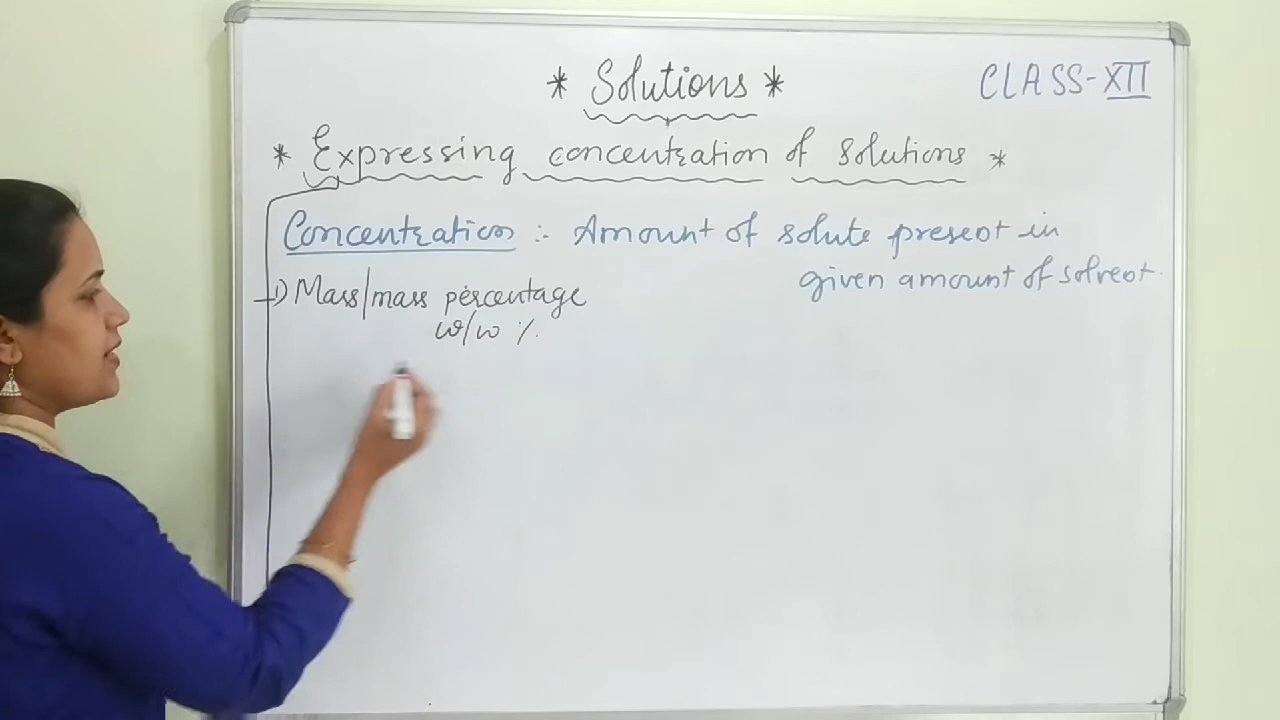 * Solutions *
CLASS-XII
* Expressing concentration of solutions *
Concentration :- Amount of solute present in
given amount of solvent.
1) Mass/mass percentage
w/w %.